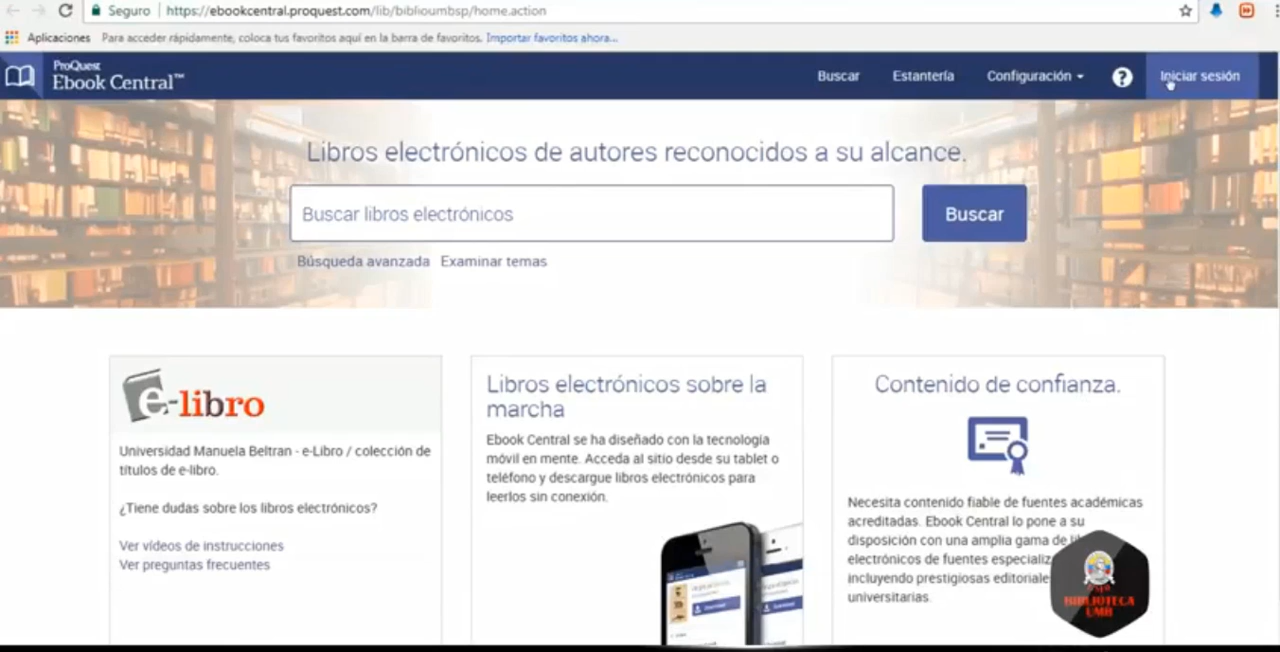 Seguro
https://ebookcentral.proquest.com/lib/biblioumbsp/home.action
Aplicaciones
Para acceder rápidamente, coloca tus favoritos aquí en la barra de favoritos. Importar favoritos ahora...
ProQuest
Ebook Central™
Buscar
Estantería
Configuración
?
Iniciar sesión
Libros electrónicos de autores reconocidos a su alcance.
Buscar libros electrónicos
Buscar
Búsqueda avanzada
Examinar temas
e-libro
Universidad Manuela Beltran - e-Libro / colección de
títulos de e-libro.
¿Tiene dudas sobre los libros electrónicos?
Ver vídeos de instrucciones
Ver preguntas frecuentes
Libros electrónicos sobre la
marcha
Ebook Central se ha diseñado con la tecnología
móvil en mente. Acceda al sitio desde su tablet o
teléfono y descargue libros electrónicos para
leerlos sin conexión.
Contenido de confianza.
Necesita contenido fiable de fuentes académicas
acreditadas. Ebook Central lo pone a su
disposición con una amplia gama de
electrónicos de fuentes
incluyendo prestigiosas
universitarias.
BIBLIOTECA
UMB